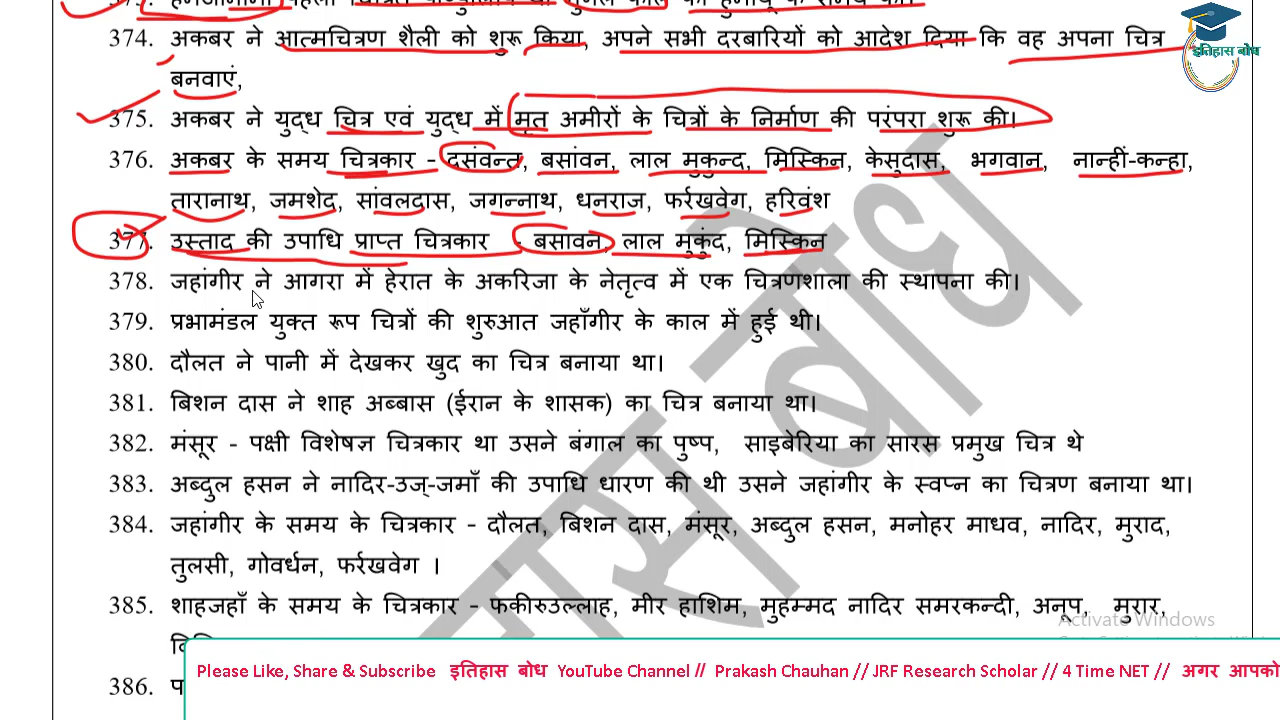 374. अकबर ने आत्मचित्रण शैली को शुरू किया, अपने सभी दरबारियों को आदेश दिया कि वह अपना चित्र
इतिहास बोध
बनवाएं,
375. अकबर ने युद्ध चित्र एवं युद्ध में मृत अमीरों के चित्रों के निर्माण की परंपरा शुरू की।
376. अकबर के समय चित्रकार - दसंवन्त, बसांवन, लाल मुकुन्द, मिस्किन, केसुदास, भगवान, नान्हीं-कन्हा,
तारानाथ, जमशेद, सांवलदास, जगन्नाथ, धनराज, फर्रखवेग, हरिवंश
377. उस्ताद की उपाधि प्राप्त चित्रकार - बसावन, लाल मुकुंद, मिस्किन
378. जहांगीर ने आगरा में हेरात के अकरिजा के नेतृत्व में एक चित्रणशाला की स्थापना की।
379. प्रभामंडल युक्त रूप चित्रों की शुरुआत जहाँगीर के काल में हुई थी।
380. दौलत ने पानी में देखकर खुद का चित्र बनाया था।
381. बिशन दास ने शाह अब्बास (ईरान के शासक) का चित्र बनाया था।
382. मंसूर - पक्षी विशेषज्ञ चित्रकार था उसने बंगाल का पुष्प, साइबेरिया का सारस प्रमुख चित्र थे
383. अब्दुल हसन ने नादिर-उज्-जमाँ की उपाधि धारण की थी उसने जहांगीर के स्वप्न का चित्रण बनाया था।
384. जहांगीर के समय के चित्रकार - दौलत, बिशन दास, मंसूर, अब्दुल हसन, मनोहर माधव, नादिर, मुराद,
तुलसी, गोवर्धन, फर्रखवेग ।
385. शाहजहाँ के समय के चित्रकार - फकीरुउल्लाह, मीर हाशिम, मुहम्मद नादिर समरकन्दी, अनूप, मुरार,
Activate Windows
Please Like, Share & Subscribe इतिहास बोध YouTube Channel // Prakash Chauhan // JRF Research Scholar // 4 Time NET // अगर आपको
386.